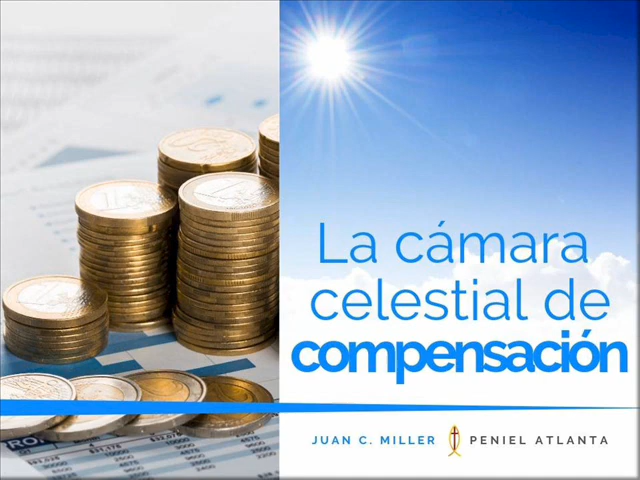 La cámara
celestial de
compensación
JUAN C. MILLER PENIEL ATLANTA